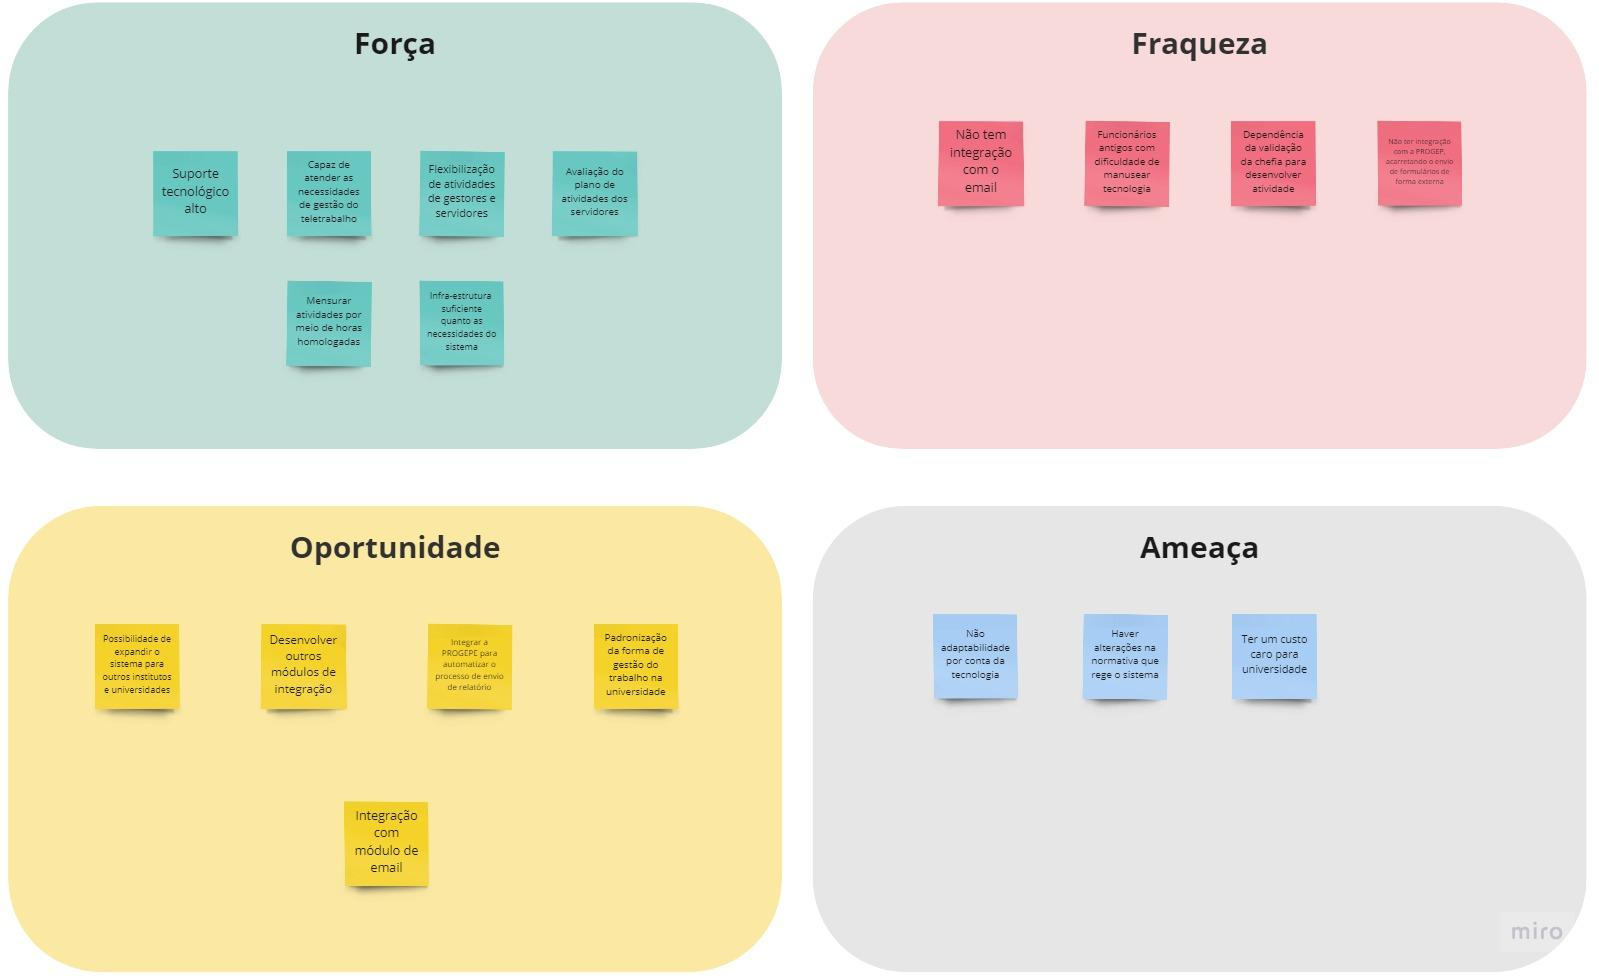 Força
Suporte
tecnológico
alto
Capaz de
atender as
necessidades
de gestão do
teletrabalho
Flexibilização
de atividades
de gestores e
servidores
Avaliação do
plano de
atividades dos
servidores
Mensurar
atividades por
meio de horas
homologadas
Infra-estrutura
suficiente
quanto as
necessidades do
sistema
Fraqueza
Não tem
integração
com o
email
Funcionários
antigos com
dificuldade de
manusear
tecnologia
Dependência
da validação
da chefia para
desenvolver
atividade
Não ter integração
com a PROGEP,
acarretando o envio
de formulários de
forma externa
Oportunidade
Possibilidade de
expandir o
sistema para
outros institutos
e universidades
Desenvolver
outros
módulos de
integração
Integrar a
PROGEPE para
automatizar o
processo de envio
de relatório
Padronização
da forma de
gestão do
trabalho na
universidade
Integração
com
módulo de
email
Ameaça
Não
adaptabilidade
por conta da
tecnologia
Haver
alterações na
normativa que
rege o sistema
Ter um custo
caro para
universidade
miro